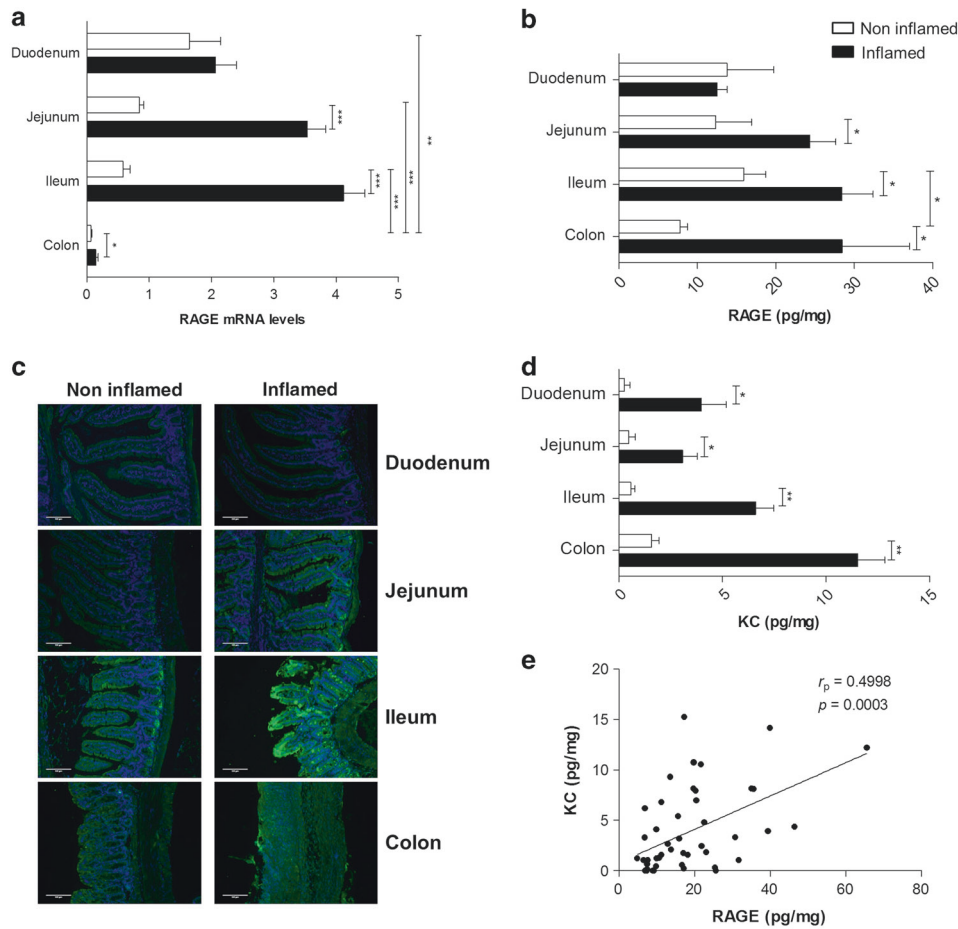 a
Duodenum
Jejunum
Ileum
Colon
***
***
*
***
***
**
0 1 2 3 4 5
RAGE mRNA levels
b
Non inflamed
Inflamed
Duodenum
Jejunum
Ileum
Colon
*
*
*
*
0 10 20 30 40
RAGE (pg/mg)
c
Non inflamed Inflamed
Duodenum
Jejunum
Ileum
Colon
d
Duodenum
Jejunum
Ileum
Colon
*
*
**
**
0 5 10 15
KC (pg/mg)
e
20
15
10
5
0
KC (pg/mg)
rp = 0.4998
p = 0.0003
0 20 40 60 80
RAGE (pg/mg)